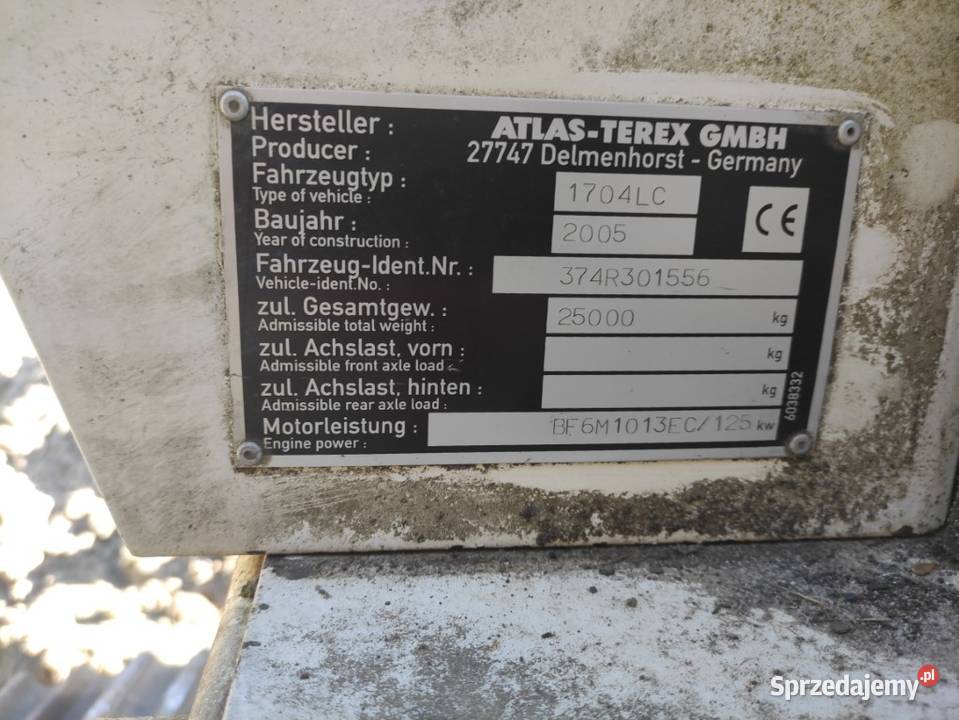 Hersteller : ATLAS-TEREX GMBH
Producer : 27747 Delmenhorst - Germany
Fahrzeugtyp :
Type of vehicle : 1704LC
CE
Baujahr :
Year of construction : 2005
Fahrzeug-Ident.Nr. :
Vehicle-ident.No. : 374R301556
zul. Gesamtgew. :
Admissible total weight : 25000 kg
zul. Achslast, vorn :
Admissible front axle load : kg
zul. Achslast, hinten :
Admissible rear axle load : kg
Motorleistung :
Engine power : BF6M1013EC/125 kw
6038332
Sprzedajemy.pl